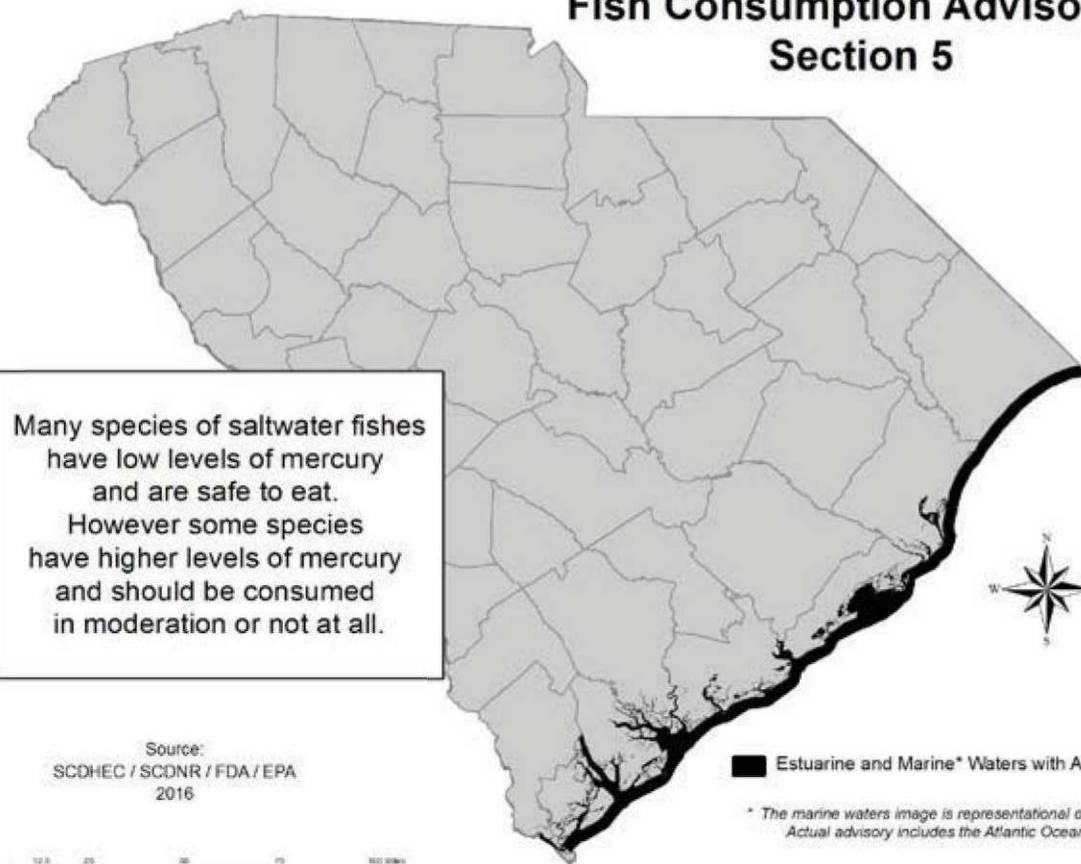 Fish Consumption Adviso
Section 5
Many species of saltwater fishes
have low levels of mercury
and are safe to eat.
However some species
have higher levels of mercury
and should be consumed
in moderation or not at all.
N
W
S
Source:
SCDHEC / SCDNR / FDA / EPA
2016
Estuarine and Marine* Waters with A
* The marine waters image is representational
Actual advisory includes the Atlantic Ocean